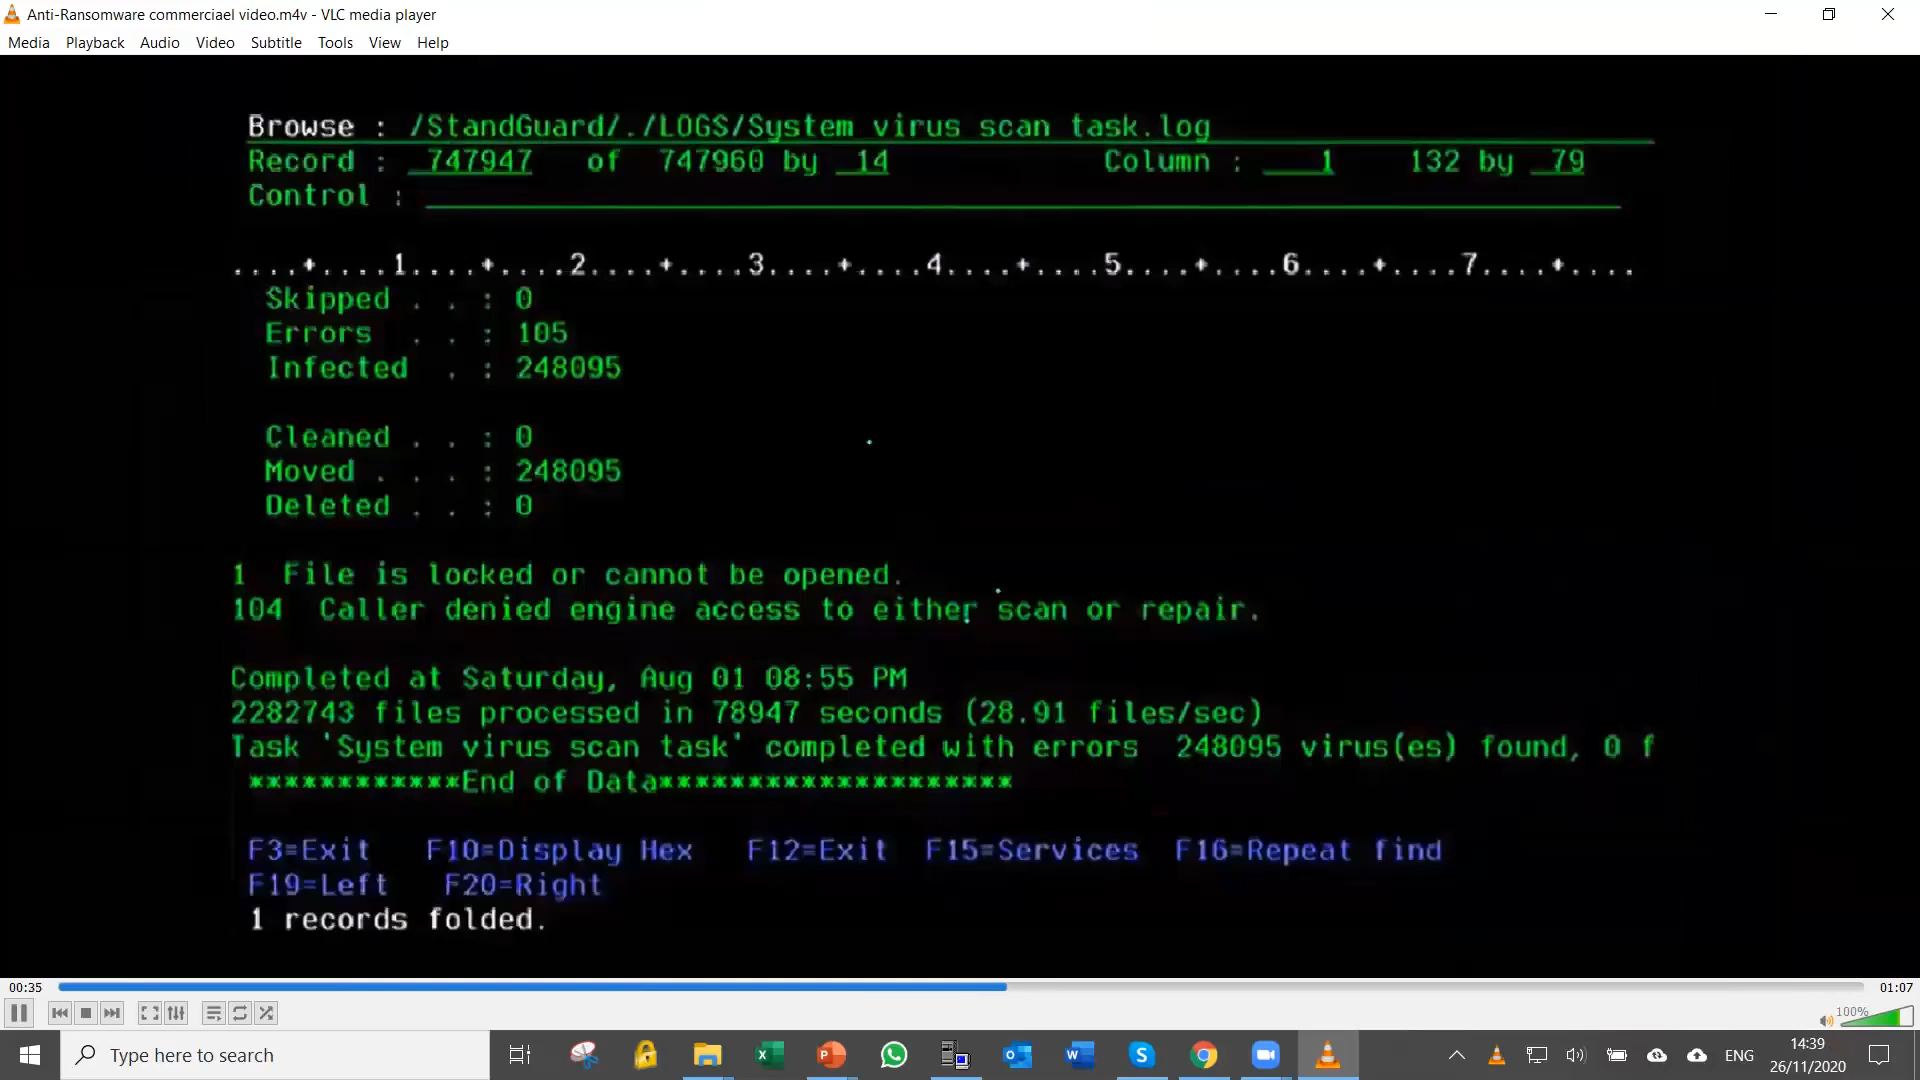 Anti-Ransomware commerciael video.m4v - VLC media player
Media Playback Audio Video Subtitle Tools View Help
Browse : /StandGuard/./LOGS/System virus scan task.log
Record : 747947 of 747960 by 14 Column : 1 132 by 79
Control :
....+....1....+....2....+....3....+....4....+....5....+....6....+....7....+....
Skipped . . : 0
Errors . . : 105
Infected . : 248095
Cleaned . . : 0
Moved . . . : 248095
Deleted . . : 0
1 File is locked or cannot be opened.
104 Caller denied engine access to either scan or repair.
Completed at Saturday, Aug 01 08:55 PM
2282743 files processed in 78947 seconds (28.91 files/sec)
Task 'System virus scan task' completed with errors 248095 virus(es) found, 0 f
************End of Data********************
F3=Exit F10=Display Hex F12=Exit F15=Services F16=Repeat find
F19=Left F20=Right
1 records folded.
00:35 01:07
100%
Type here to search
ENG
14:39
26/11/2020